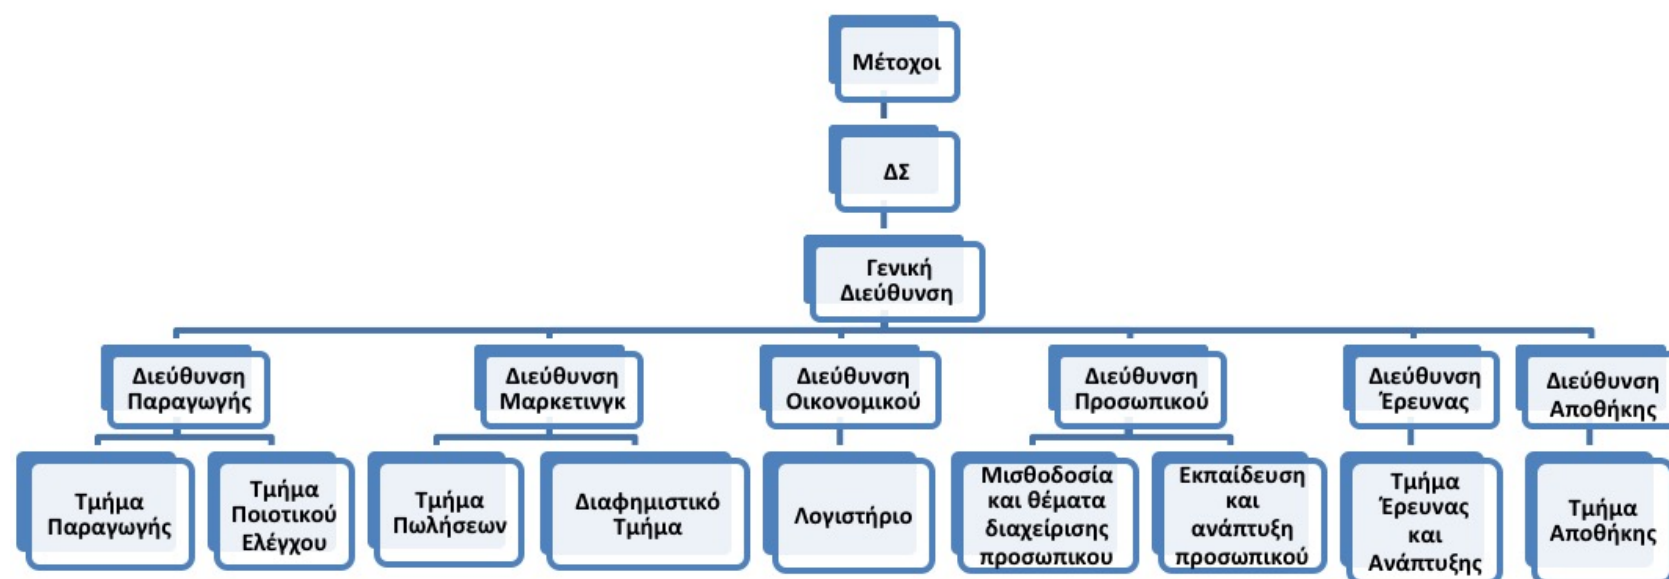 Μέτοχοι
ΔΣ
Γενική
Διεύθυνση
Διεύθυνση
Παραγωγής
Διεύθυνση
Μαρκετινγκ
Διεύθυνση
Οικονομικού
Διεύθυνση
Προσωπικού
Διεύθυνση
Έρευνας
Διεύθυνση
Αποθήκης
Τμήμα
Παραγωγής
Τμήμα
Ποιοτικού
Ελέγχου
Τμήμα
Πωλήσεων
Διαφημιστικό
Τμήμα
Λογιστήριο
Μισθοδοσία
και θέματα
διαχείρισης
προσωπικου
Εκπαίδευση
και
ανάπτυξη
προσωπικού
Τμήμα
Έρευνας
και
Ανάπτυξης
Τμήμα
Αποθήκης